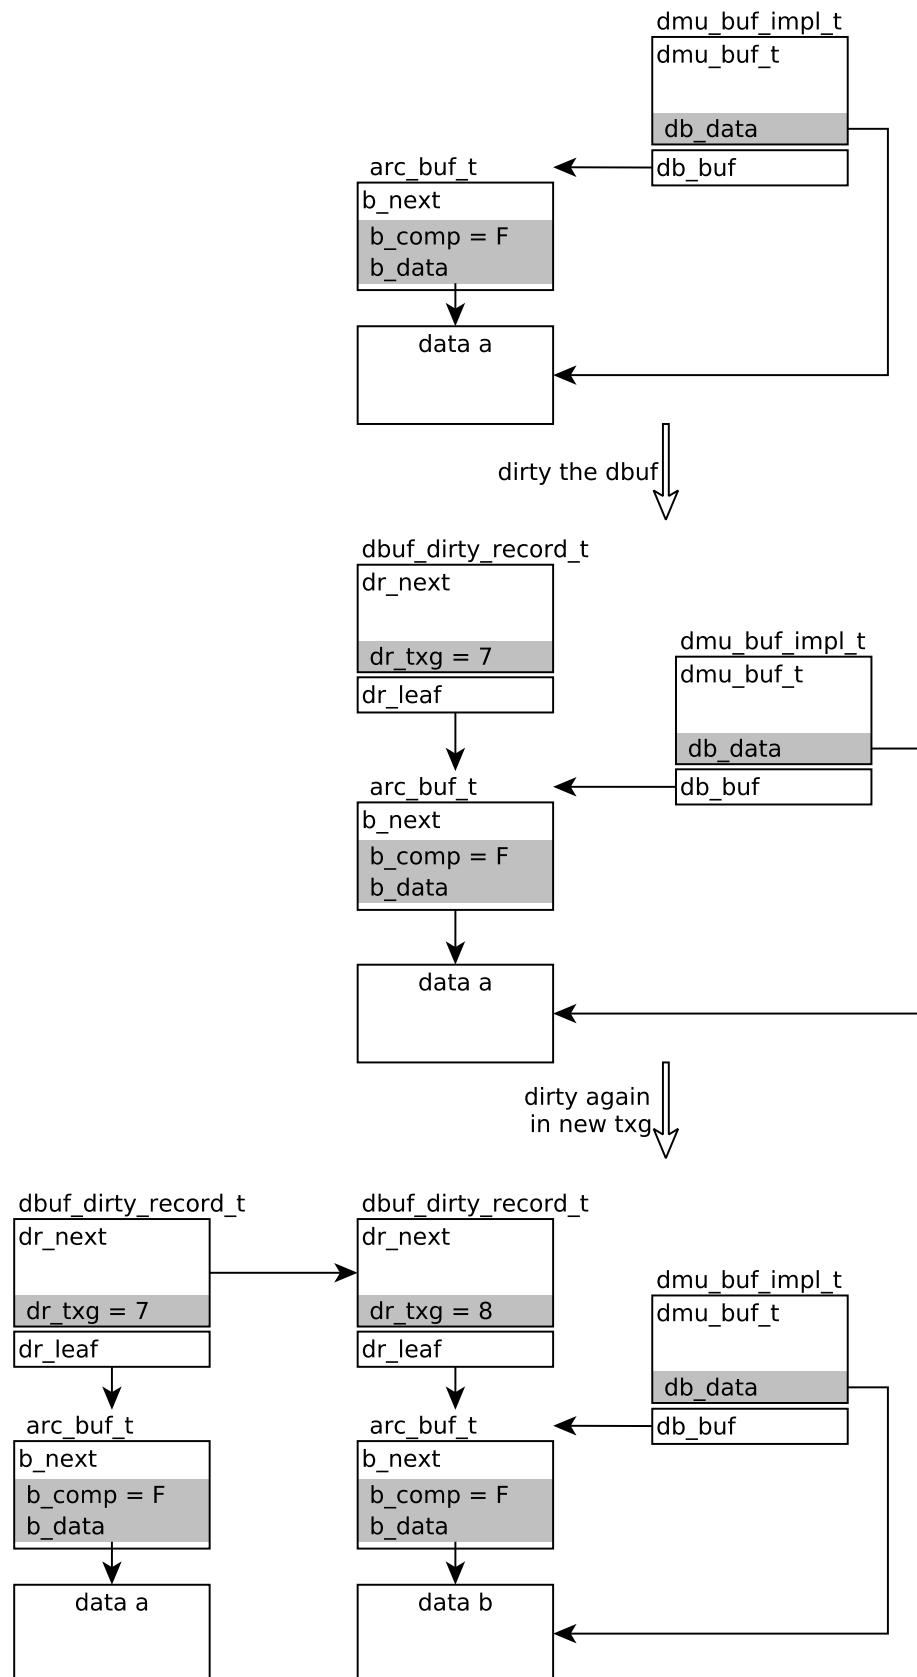 dmu_buf_impl_t
dmu_buf_t
db_data
db_buf
arc_buf_t
b_next
b_comp = F
b_data
data a
dirty the dbuf
dbuf_dirty_record_t
dr_next
dr_txg = 7
dr_leaf
dmu_buf_impl_t
dmu_buf_t
db_data
db_buf
arc_buf_t
b_next
b_comp = F
b_data
data a
dirty again
in new txg
dbuf_dirty_record_t
dr_next
dr_txg = 7
dr_leaf
arc_buf_t
b_next
b_comp = F
b_data
data a
dbuf_dirty_record_t
dr_next
dr_txg = 8
dr_leaf
arc_buf_t
b_next
b_comp = F
b_data
data b
dmu_buf_impl_t
dmu_buf_t
db_data
db_buf